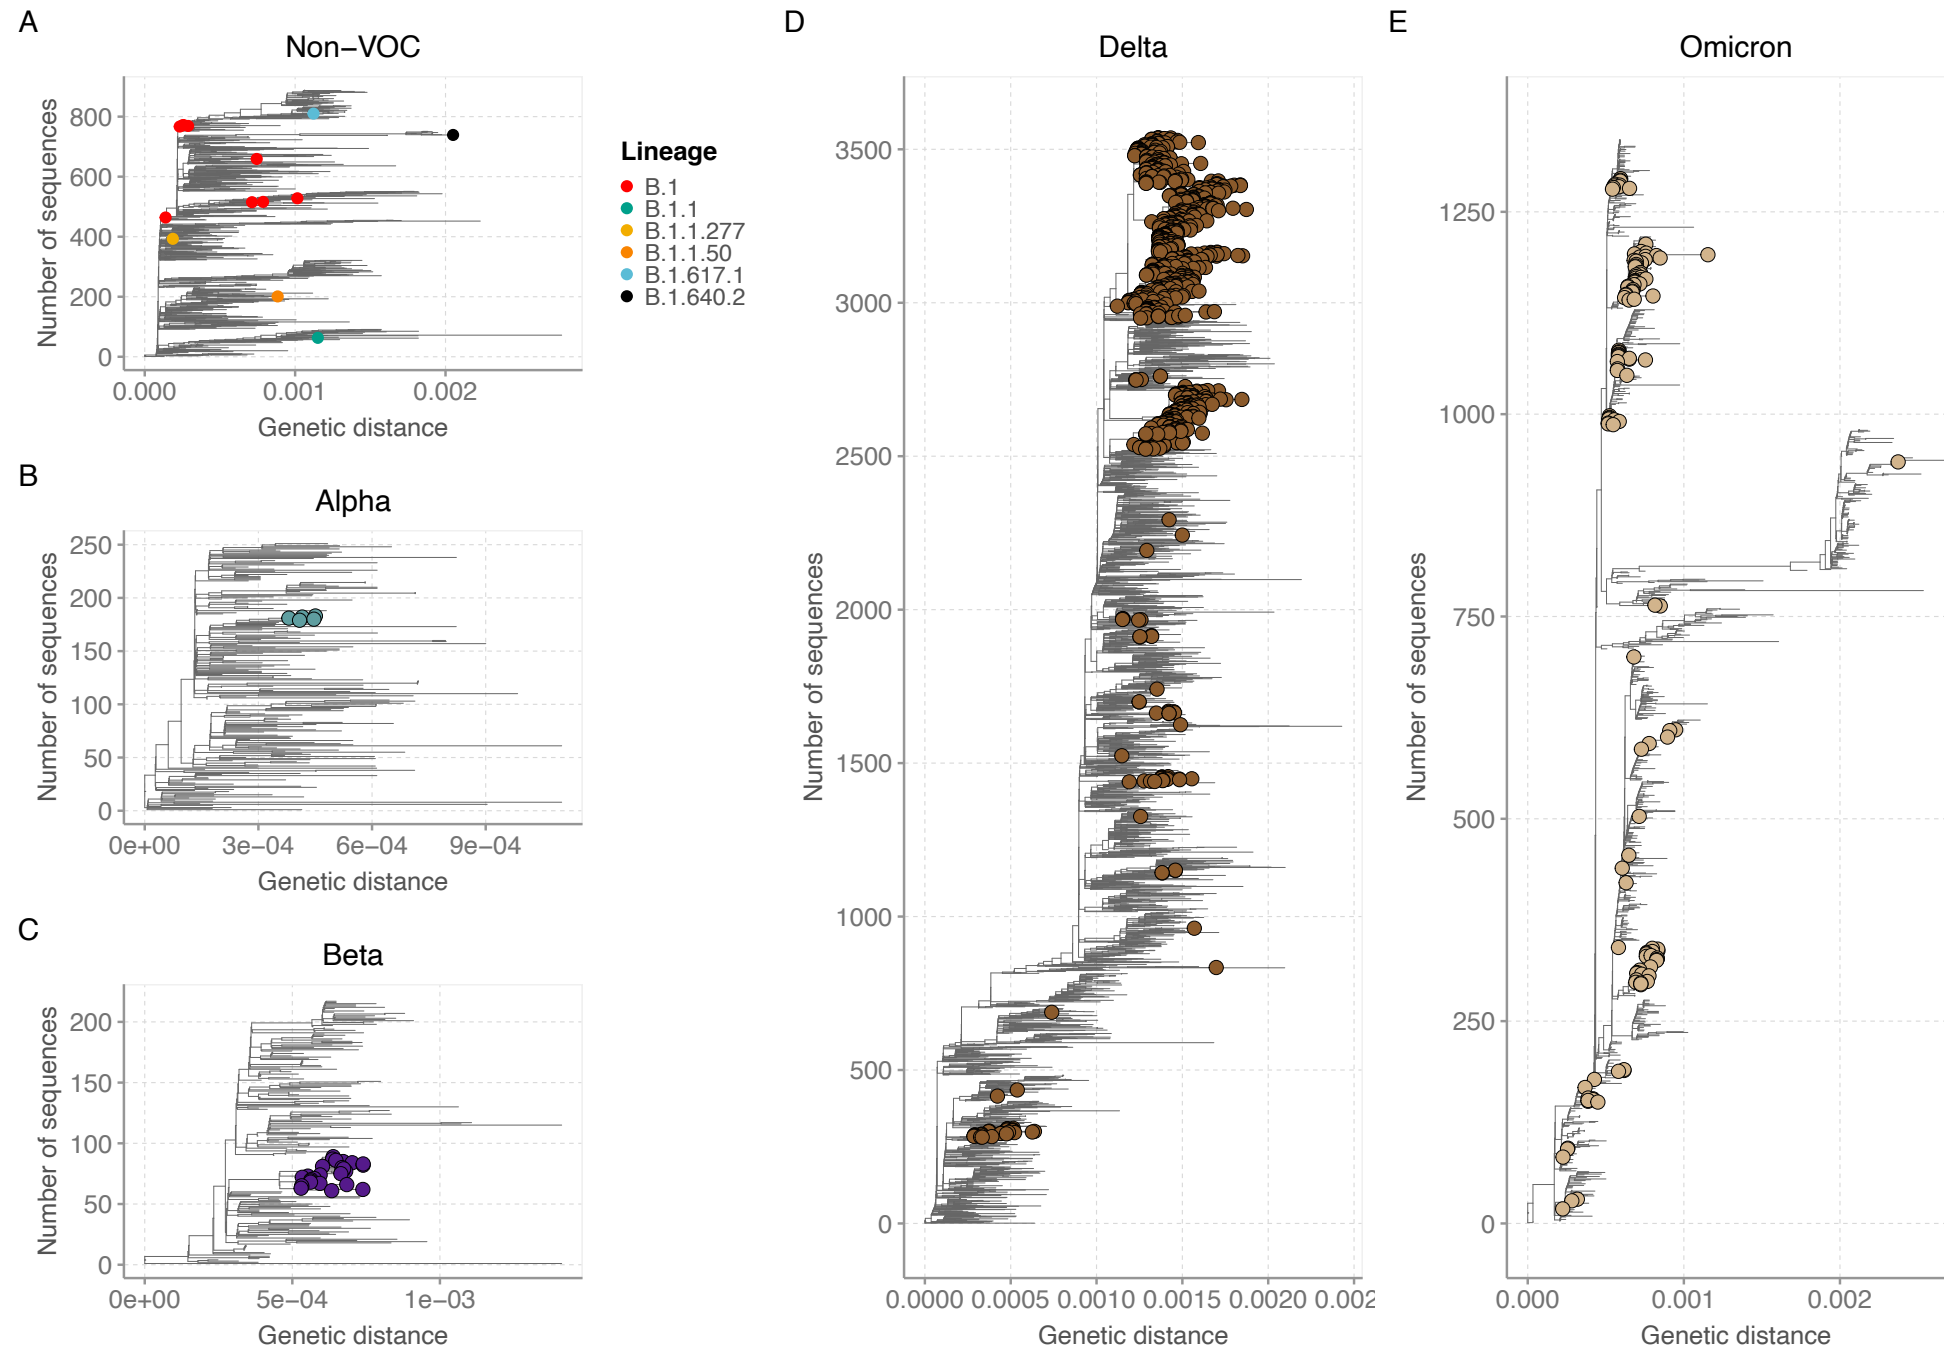 A
Non−VOC
Number of sequences
800
600
400
200
0
0.000 0.001 0.002
Genetic distance
Lineage
B.1
B.1.1
B.1.1.277
B.1.1.50
B.1.617.1
B.1.640.2
B
Alpha
Number of sequences
250
200
150
100
50
0
0e+00 3e−04 6e−04 9e−04
Genetic distance
C
Beta
Number of sequences
200
150
100
50
0
0e+00 5e−04 1e−03
Genetic distance
D
Delta
Number of sequences
3500
3000
2500
2000
1500
1000
500
0
0.0000 0.0005 0.0010 0.0015 0.0020 0.002
Genetic distance
E
Omicron
Number of sequences
1250
1000
750
500
250
0
0.000 0.001 0.002
Genetic distance